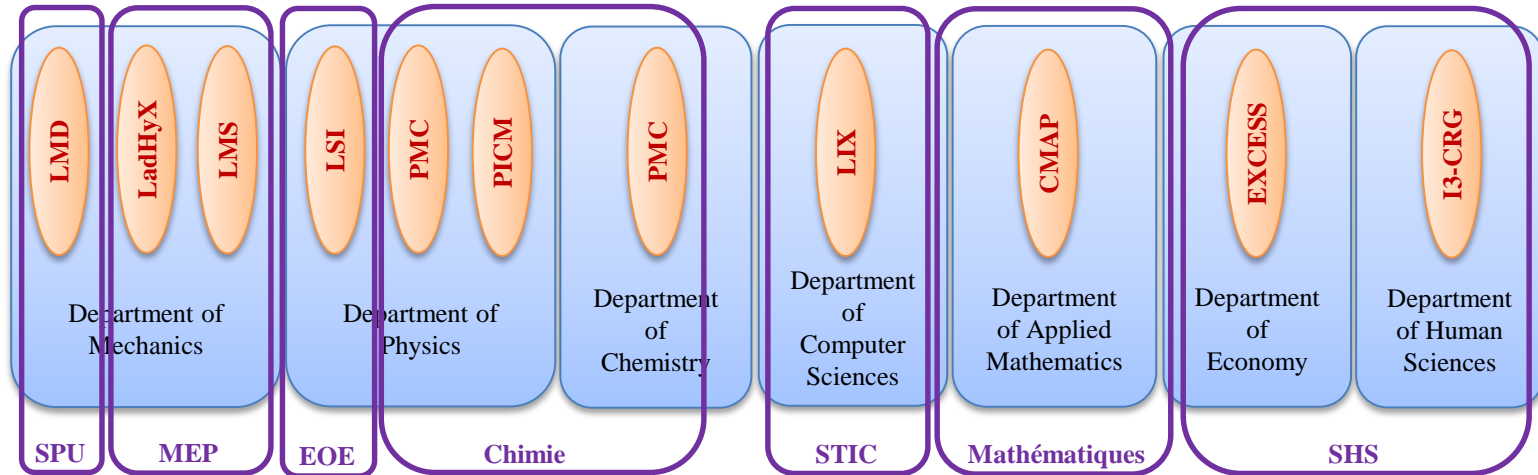 LMD
LadHyX
LMS
LSI
PMC
PICM
PMC
LIX
CMAP
EXCESS
I3-CRG
Department of
Mechanics
Department of
Physics
Department
of
Chemistry
Department
of
Computer
Sciences
Department
of Applied
Mathematics
Department
of
Economy
Department
of Human
Sciences
SPU
MEP
EOE
Chimie
STIC
Mathématiques
SHS